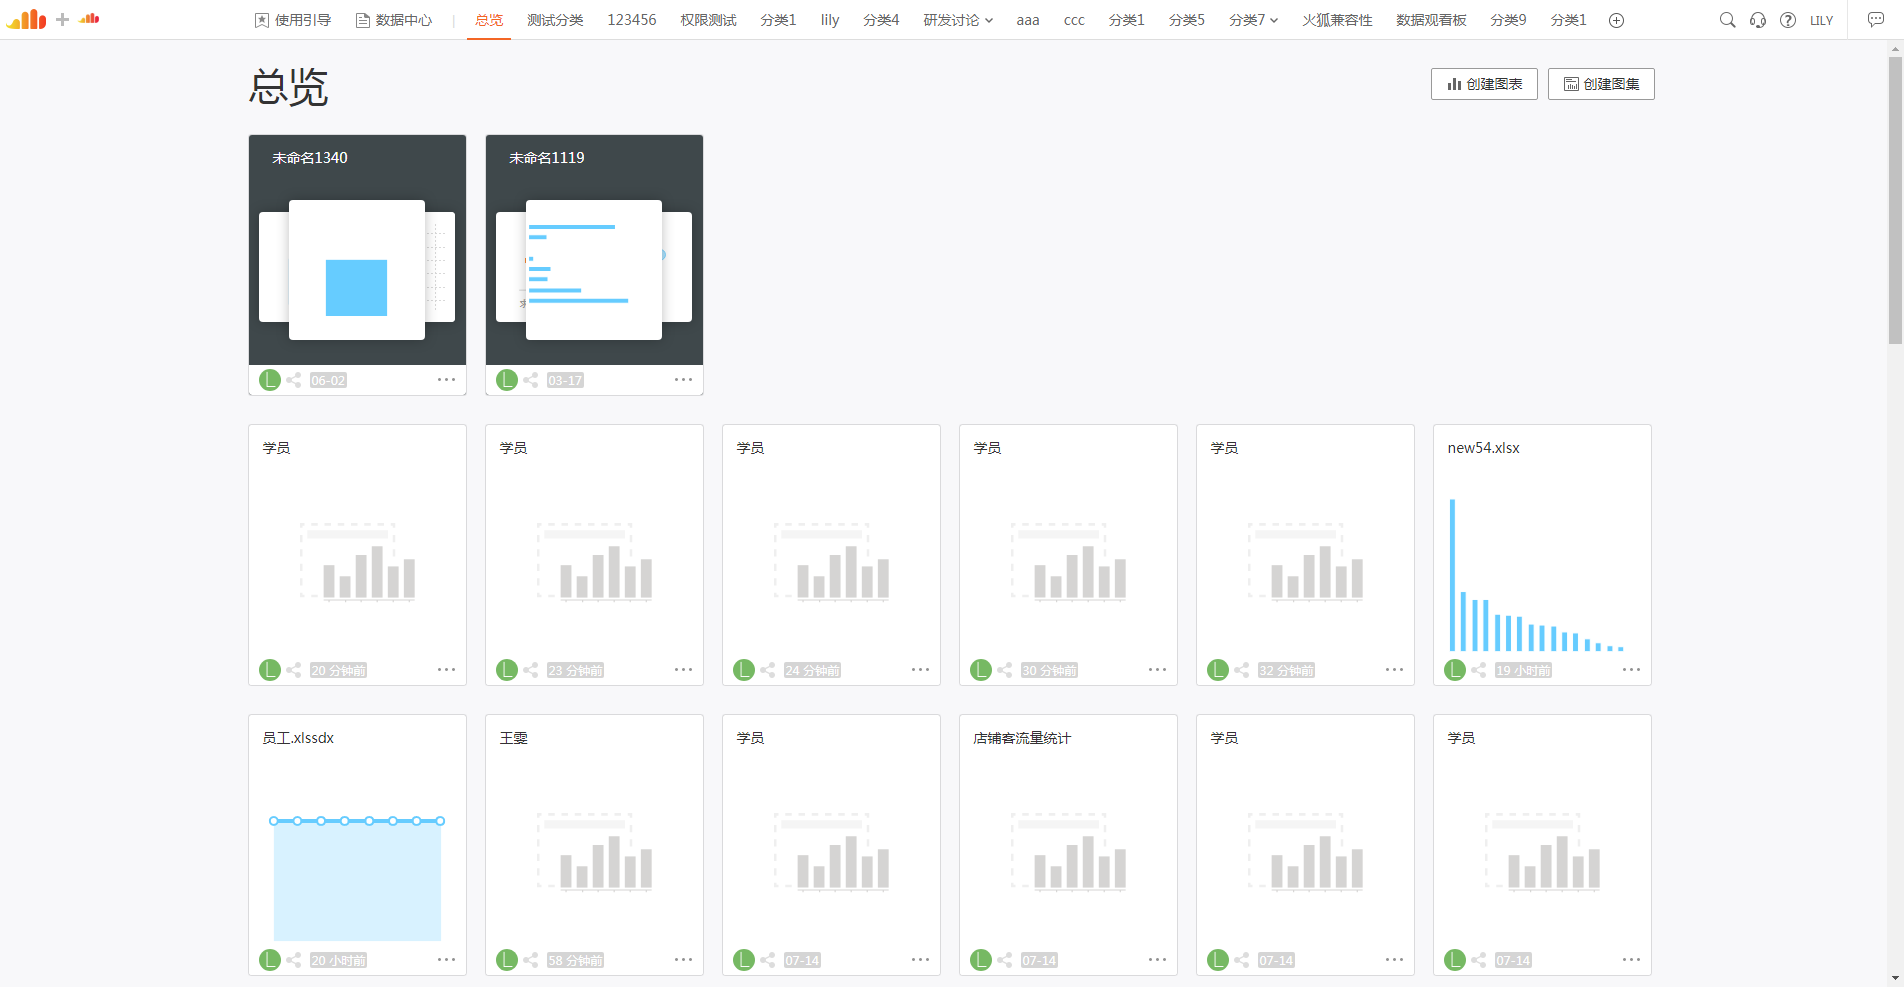 使用引导 数据中心 | 总览 测试分类 123456 权限测试 分类1 lily 分类4 研发讨论 aaa ccc 分类1 分类5 分类7 火狐兼容性 数据观看板 分类9 分类1 LILY
总览
创建图表 创建图集
未命名1340 未命名1119
L 06-02 L 03-17
学员 学员 学员 学员 学员 new54.xlsx
L 20 分钟前 L 23 分钟前 L 24 分钟前 L 30 分钟前 L 32 分钟前 L 19 小时前
员工.xlssdx 王雯 学员 店铺客流量统计 学员 学员
L 20 小时前 L 58 分钟前 L 07-14 L 07-14 L 07-14 L 07-14